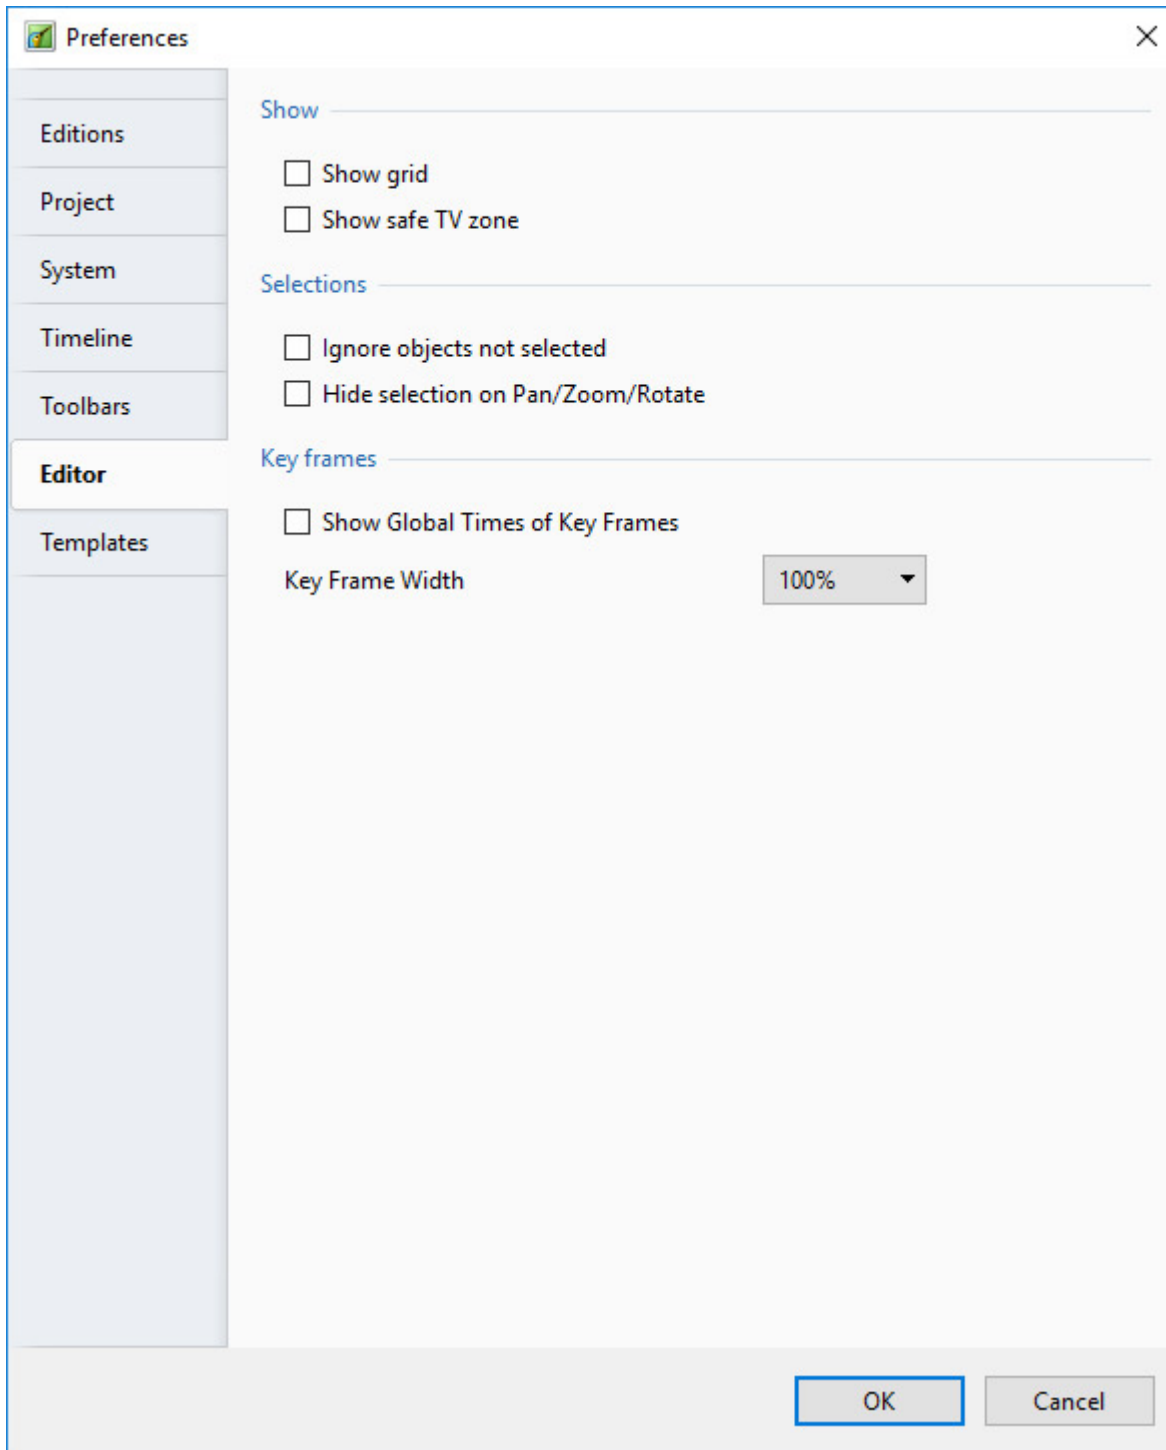 Preferences
Editions
Project
System
Timeline
Toolbars
Editor
Templates
Show
Show grid
Show safe TV zone
Selections
Ignore objects not selected
Hide selection on Pan/Zoom/Rotate
Key frames
Show Global Times of Key Frames
Key Frame Width 100%
OK Cancel